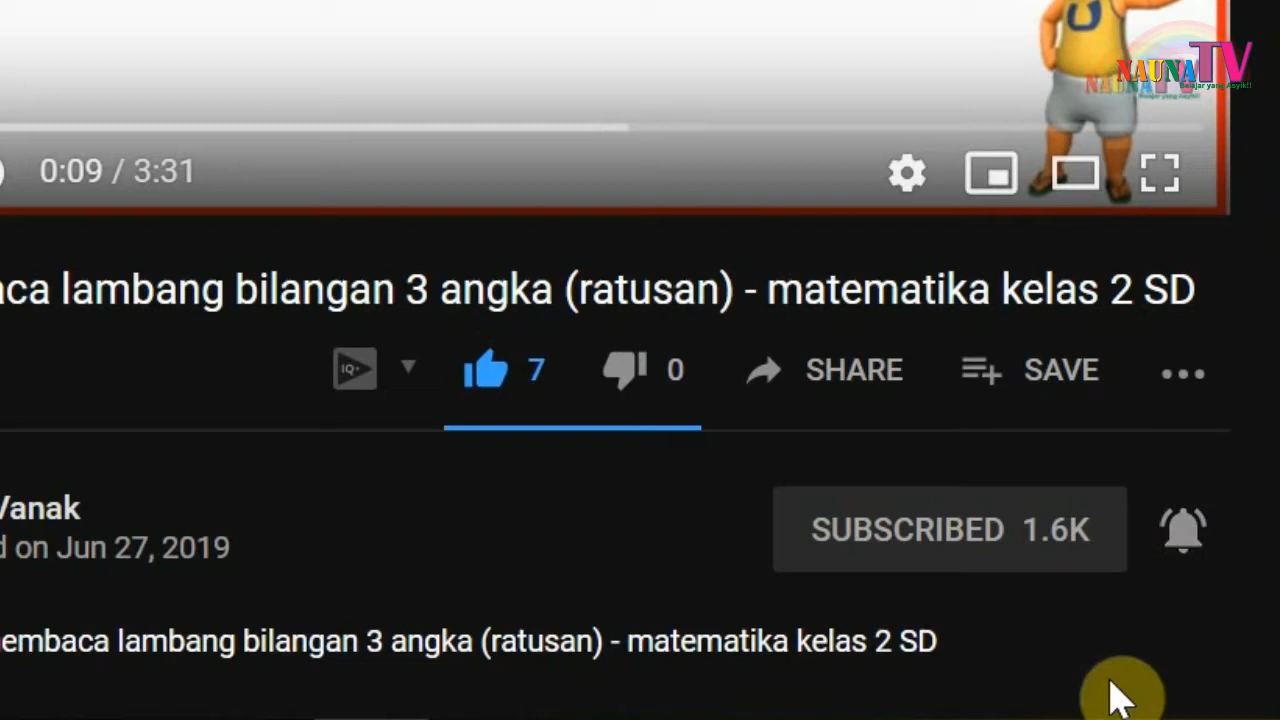 U
NAUNA TV
Belajar yang Asyik!!
0:09 / 3:31
aca lambang bilangan 3 angka (ratusan) - matematika kelas 2 SD
IQ+ 7 0 SHARE SAVE
Vanak
d on Jun 27, 2019
SUBSCRIBED 1.6K
embaca lambang bilangan 3 angka (ratusan) - matematika kelas 2 SD